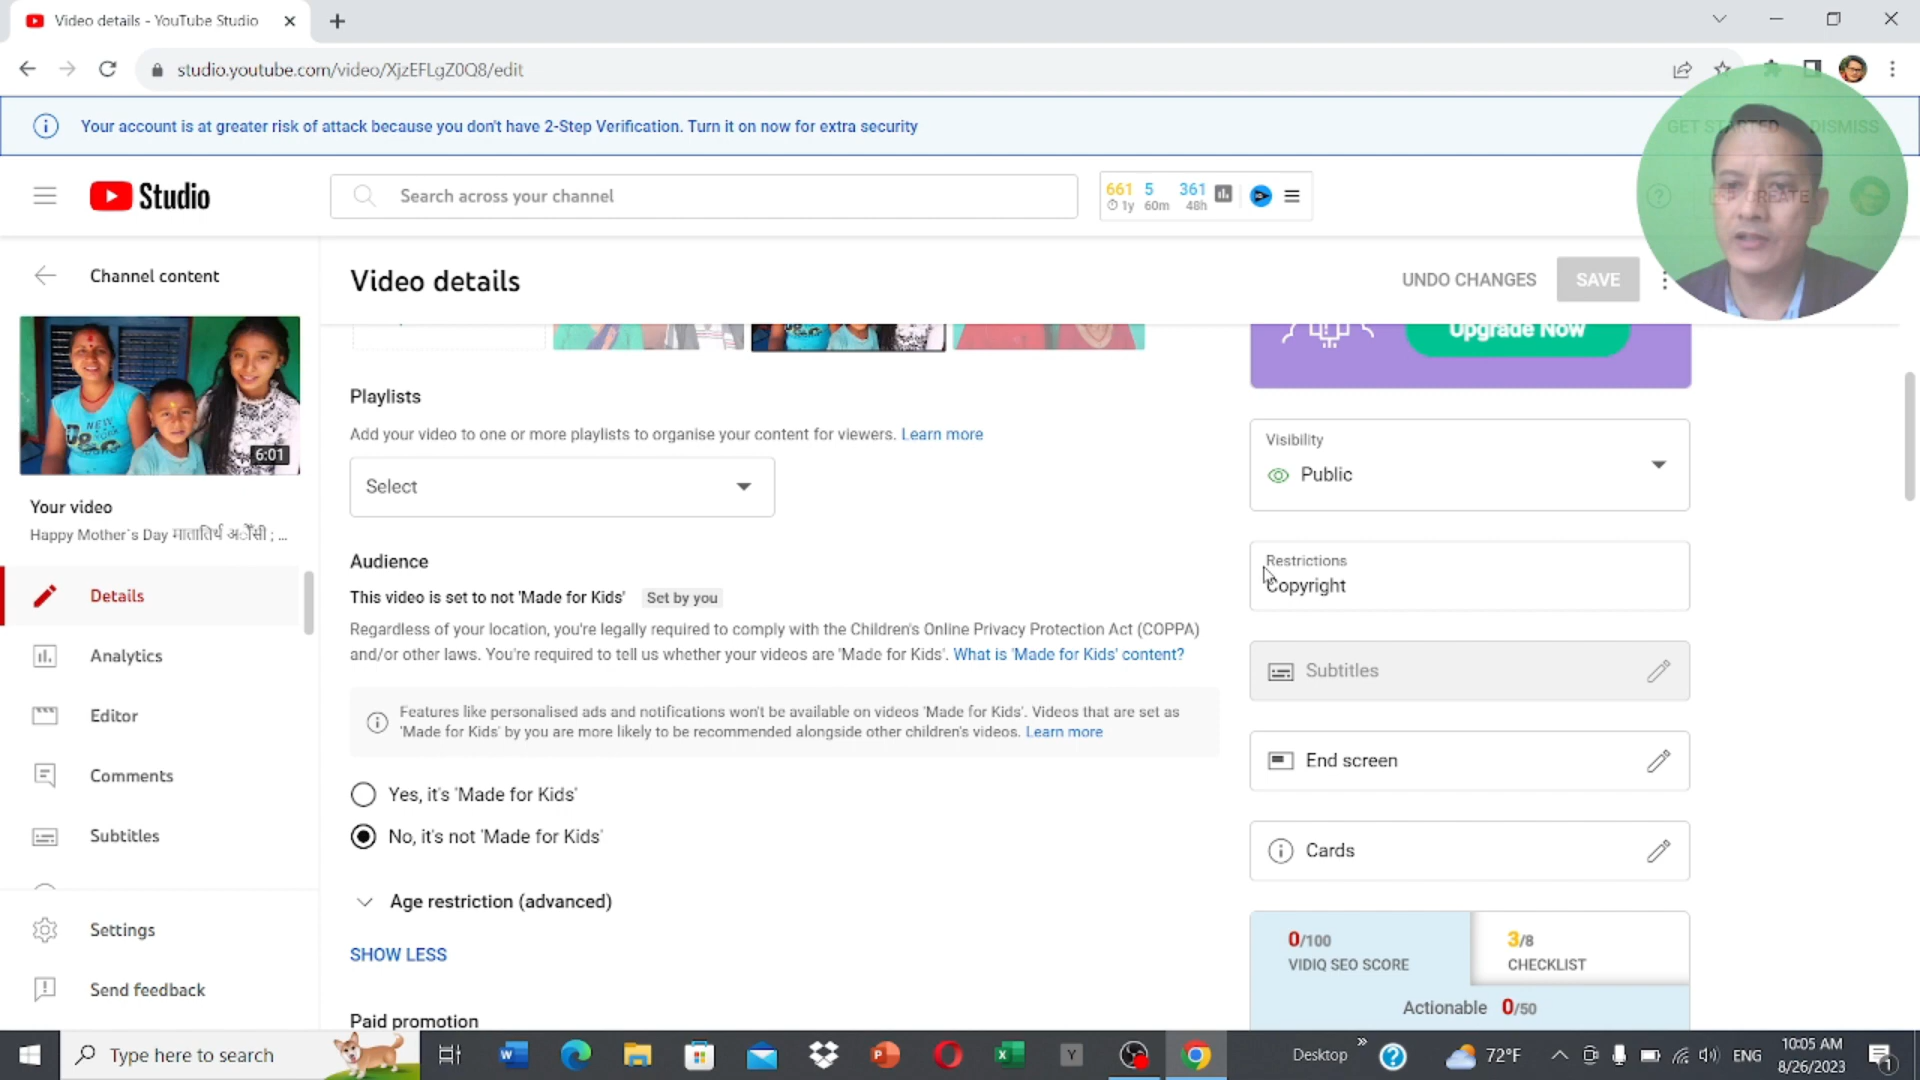 Video details - YouTube Studio
studio.youtube.com/video/XjzEFLgZ0Q8/edit
Your account is at greater risk of attack because you don't have 2-Step Verification. Turn it on now for extra security
GET STARTED DISMISS
Studio
Search across your channel
661 5 361
1y 60m 48h
CREATE
Channel content
Video details
UNDO CHANGES
SAVE
Upgrade Now
6:01
Your video
Happy Mother`s Day मातातिर्थ औंसी ; ...
Details
Analytics
Editor
Comments
Subtitles
Settings
Send feedback
Playlists
Add your video to one or more playlists to organise your content for viewers. Learn more
Select
Audience
This video is set to not 'Made for Kids' Set by you
Regardless of your location, you're legally required to comply with the Children's Online Privacy Protection Act (COPPA)
and/or other laws. You're required to tell us whether your videos are 'Made for Kids'. What is 'Made for Kids' content?
Features like personalised ads and notifications won't be available on videos 'Made for Kids'. Videos that are set as
'Made for Kids' by you are more likely to be recommended alongside other children's videos. Learn more
Yes, it's 'Made for Kids'
No, it's not 'Made for Kids'
Age restriction (advanced)
SHOW LESS
Paid promotion
Visibility
Public
Restrictions
Copyright
Subtitles
End screen
Cards
0/100
VIDIQ SEO SCORE
3/8
CHECKLIST
Actionable 0/50
Type here to search
Desktop
72°F
ENG
10:05 AM
8/26/2023
1